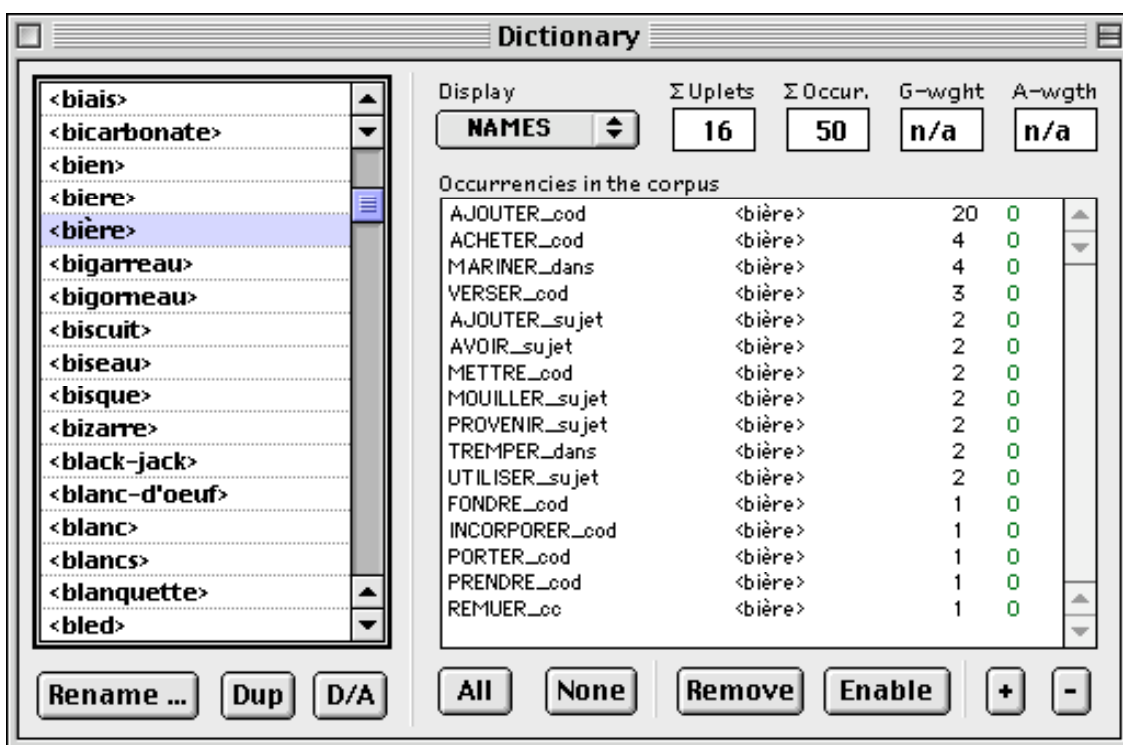 Dictionary
<biais>
<bicarbonate>
<bien>
<biere>
<bière>
<bigarreau>
<bigorneau>
<biscuit>
<biseau>
<bisque>
<bizarre>
<black-jack>
<blanc-d'oeuf>
<blanc>
<blancs>
<blanquette>
<bled>
Rename ... Dup D/A
Display ΣUplets ΣOccur. G-wght A-wgth
NAMES 16 50 n/a n/a
Occurrencies in the corpus
AJOUTER_cod <bière> 20 0
ACHETER_cod <bière> 4 0
MARINER_dans <bière> 4 0
VERSER_cod <bière> 3 0
AJOUTER_sujet <bière> 2 0
AVOIR_sujet <bière> 2 0
METTRE_cod <bière> 2 0
MOUILLER_sujet <bière> 2 0
PROVENIR_sujet <bière> 2 0
TREMPER_dans <bière> 2 0
UTILISER_sujet <bière> 2 0
FONDRE_cod <bière> 1 0
INCORPORER_cod <bière> 1 0
PORTER_cod <bière> 1 0
PRENDRE_cod <bière> 1 0
REMUER_cc <bière> 1 0
All None Remove Enable + -